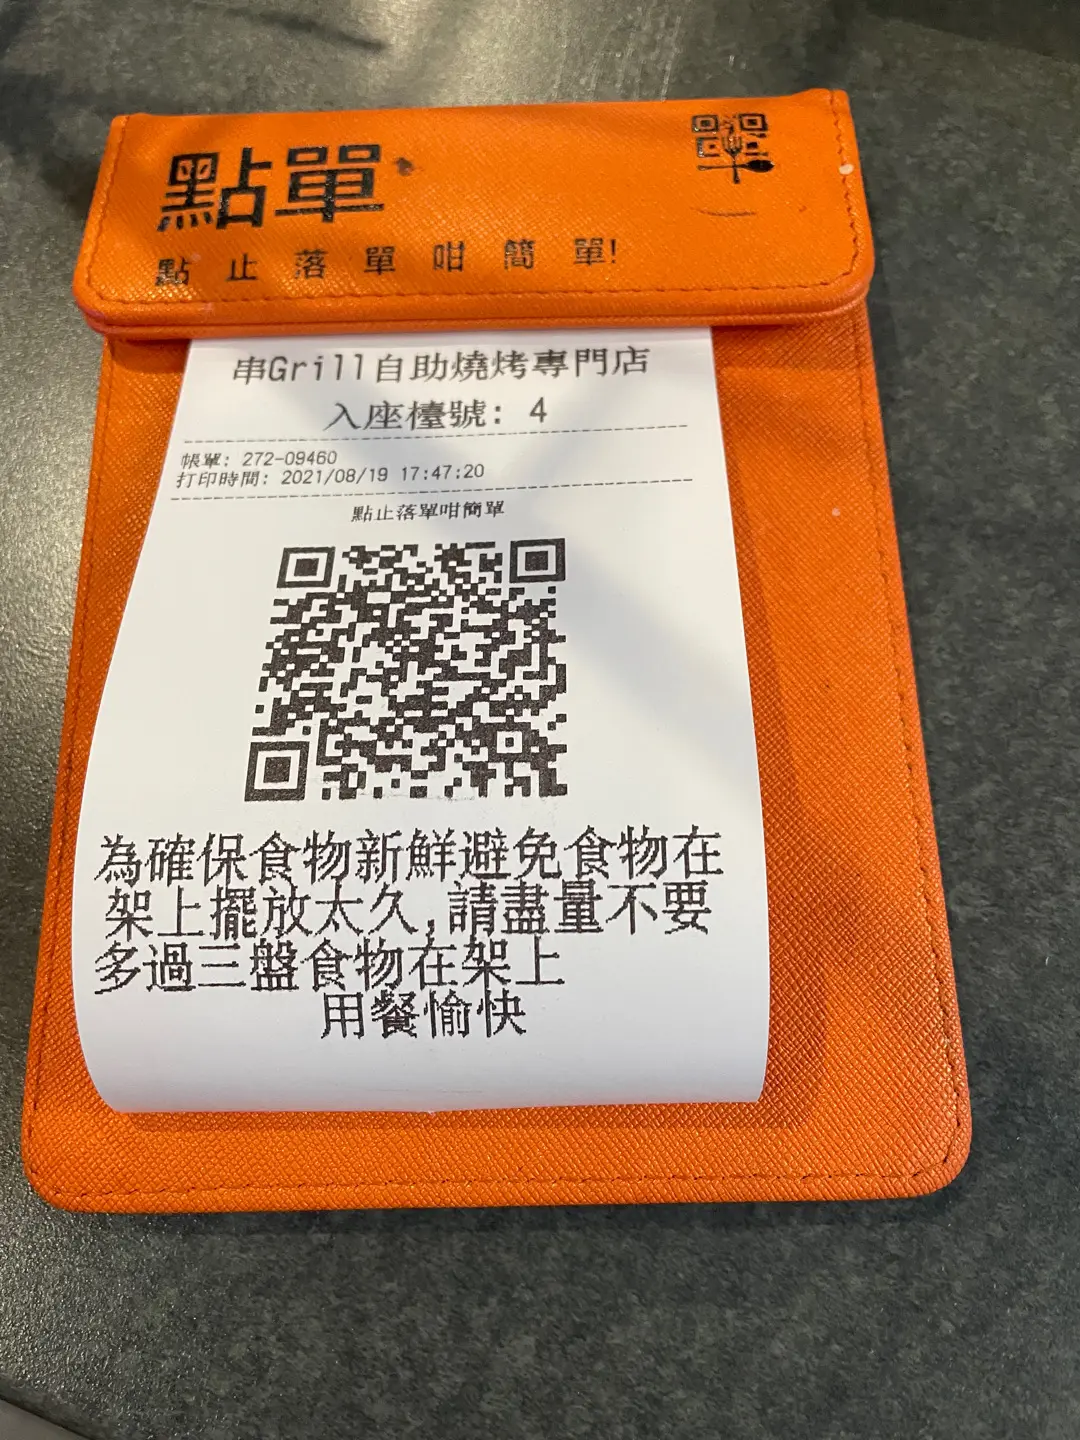 點單
點止落單咁簡單!
串Grill自助燒烤專門店
入座檯號: 4
帳單: 272-09460
打印時間: 2021/08/19 17:47:20
點止落單咁簡單
為確保食物新鮮避免食物在
架上擺放太久,請盡量不要
多過三盤食物在架上
用餐愉快